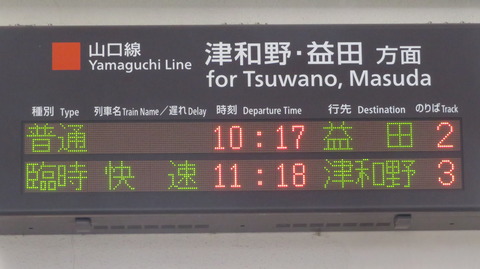 山口線 津和野・益田 方面
Yamaguchi Line for Tsuwano, Masuda
種別 Type 列車名 Train Name／遅れ Delay 時刻 Departure Time 行先 Destination のりば Track
普通 10：17 益田 2
臨時 快速 11：18 津和野 3